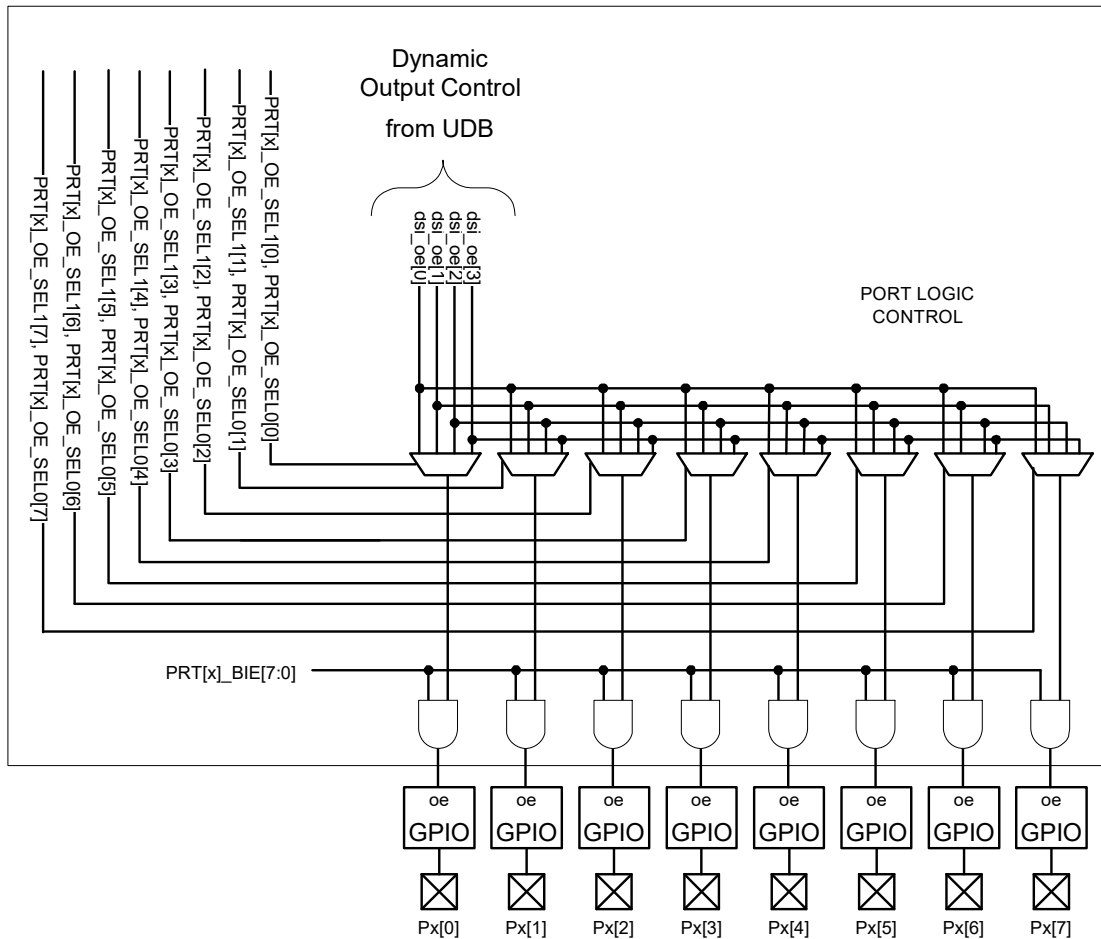 Dynamic
Output Control
from UDB
PRT[x]_OE_SEL1[7], PRT[x]_OE_SEL0[7]
PRT[x]_OE_SEL1[6], PRT[x]_OE_SEL0[6]
PRT[x]_OE_SEL1[5], PRT[x]_OE_SEL0[5]
PRT[x]_OE_SEL1[4], PRT[x]_OE_SEL0[4]
PRT[x]_OE_SEL1[3], PRT[x]_OE_SEL0[3]
PRT[x]_OE_SEL1[2], PRT[x]_OE_SEL0[2]
PRT[x]_OE_SEL1[1], PRT[x]_OE_SEL0[1]
PRT[x]_OE_SEL1[0], PRT[x]_OE_SEL0[0]
dsi_oe[0]
dsi_oe[1]
dsi_oe[2]
dsi_oe[3]
PORT LOGIC
CONTROL
PRT[x]_BIE[7:0]
oe oe oe oe oe oe oe oe
GPIO GPIO GPIO GPIO GPIO GPIO GPIO GPIO
Px[0] Px[1] Px[2] Px[3] Px[4] Px[5] Px[6] Px[7]